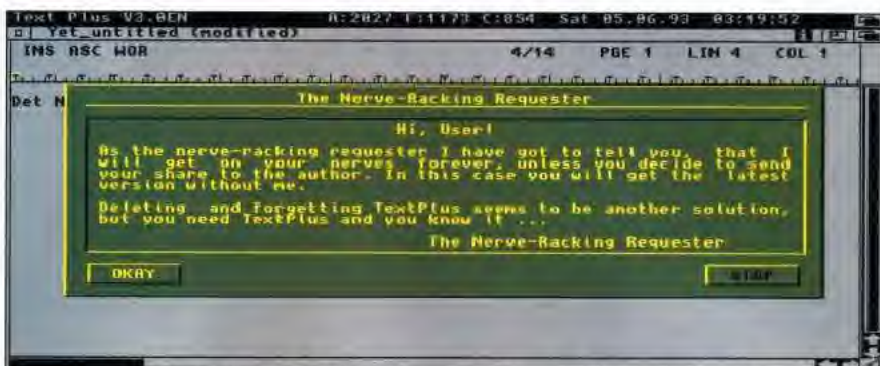 Text Plus V3.0EN A:2027 F:1173 C:854 Sat 05.06.93 03:19:52
Yet_untitled (modified)
INS ASC WOR 4/14 PGE 1 LIN 4 COL 1
Det N
The Nerve-Racking Requester
Hi, User!
As the nerve-racking requester I have got to tell you, that I
will get on your nerves forever, unless you decide to send
your share to the author. In this case you will get the latest
version without me.
Deleting and forgetting TextPlus seems to be another solution,
but you need TextPlus and you know it ...
The Nerve-Racking Requester
OKAY
STOP